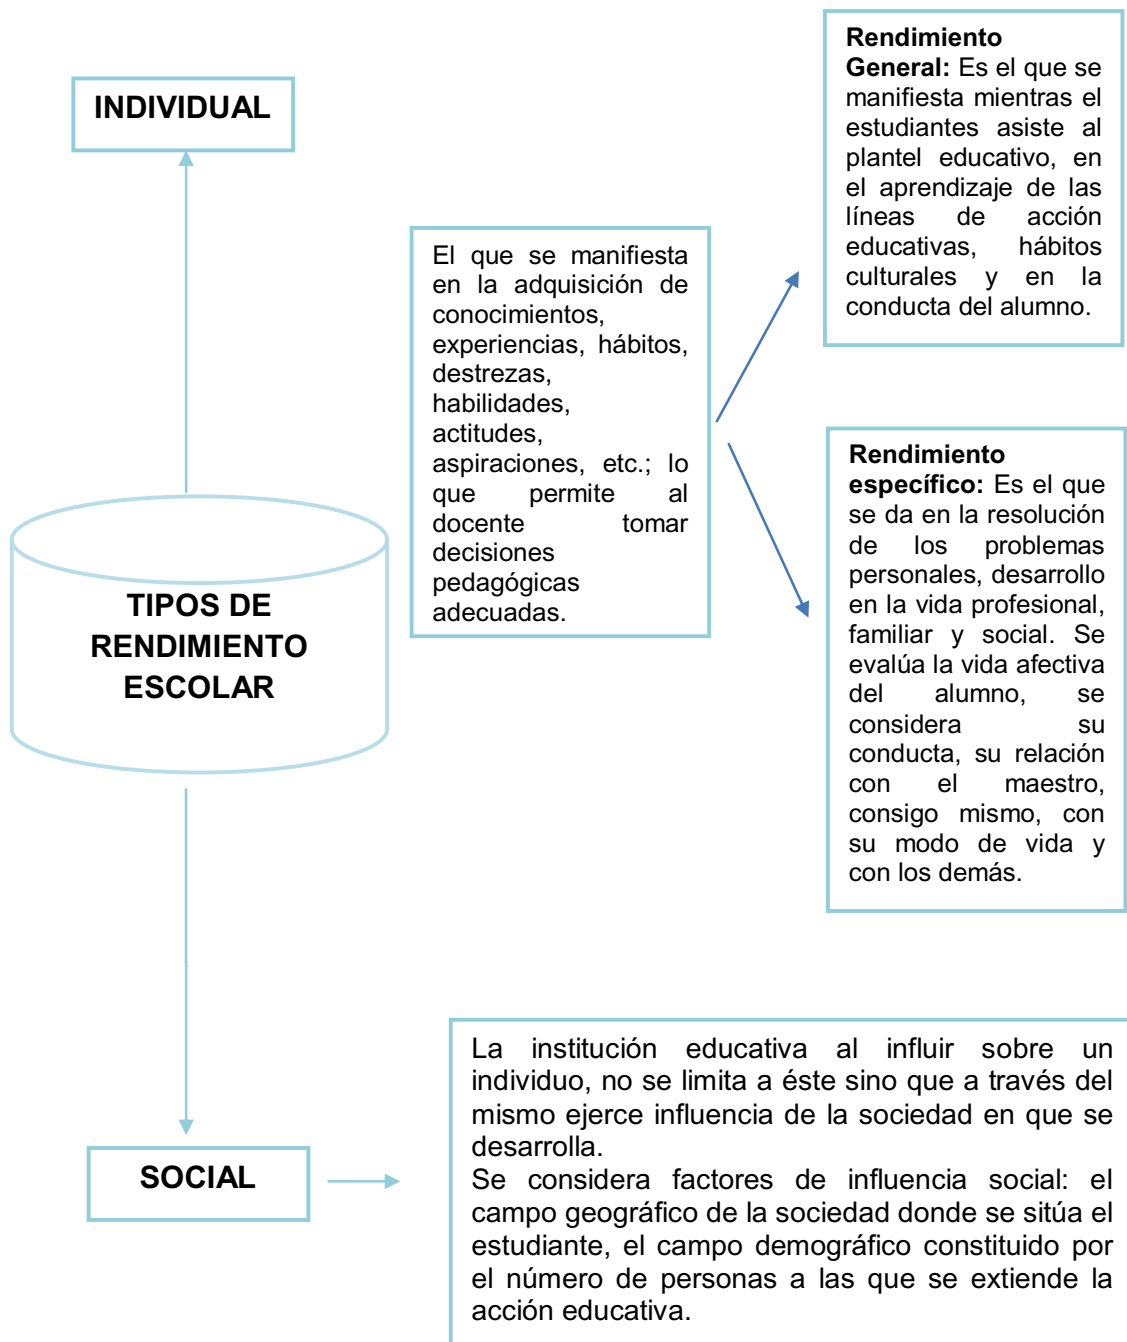 INDIVIDUAL
El que se manifiesta
en la adquisición de
conocimientos,
experiencias, hábitos,
destrezas,
habilidades,
actitudes,
aspiraciones, etc.; lo
que permite al
docente tomar
decisiones
pedagógicas
adecuadas.
Rendimiento
General: Es el que se
manifiesta mientras el
estudiantes asiste al
plantel educativo, en
el aprendizaje de las
líneas de acción
educativas, hábitos
culturales y en la
conducta del alumno.
Rendimiento
específico: Es el que
se da en la resolución
de los problemas
personales, desarrollo
en la vida profesional,
familiar y social. Se
evalúa la vida afectiva
del alumno, se
considera su
conducta, su relación
con el maestro,
consigo mismo, con
su modo de vida y
con los demás.
TIPOS DE
RENDIMIENTO
ESCOLAR
SOCIAL
La institución educativa al influir sobre un
individuo, no se limita a éste sino que a través del
mismo ejerce influencia de la sociedad en que se
desarrolla.
Se considera factores de influencia social: el
campo geográfico de la sociedad donde se sitúa el
estudiante, el campo demográfico constituido por
el número de personas a las que se extiende la
acción educativa.